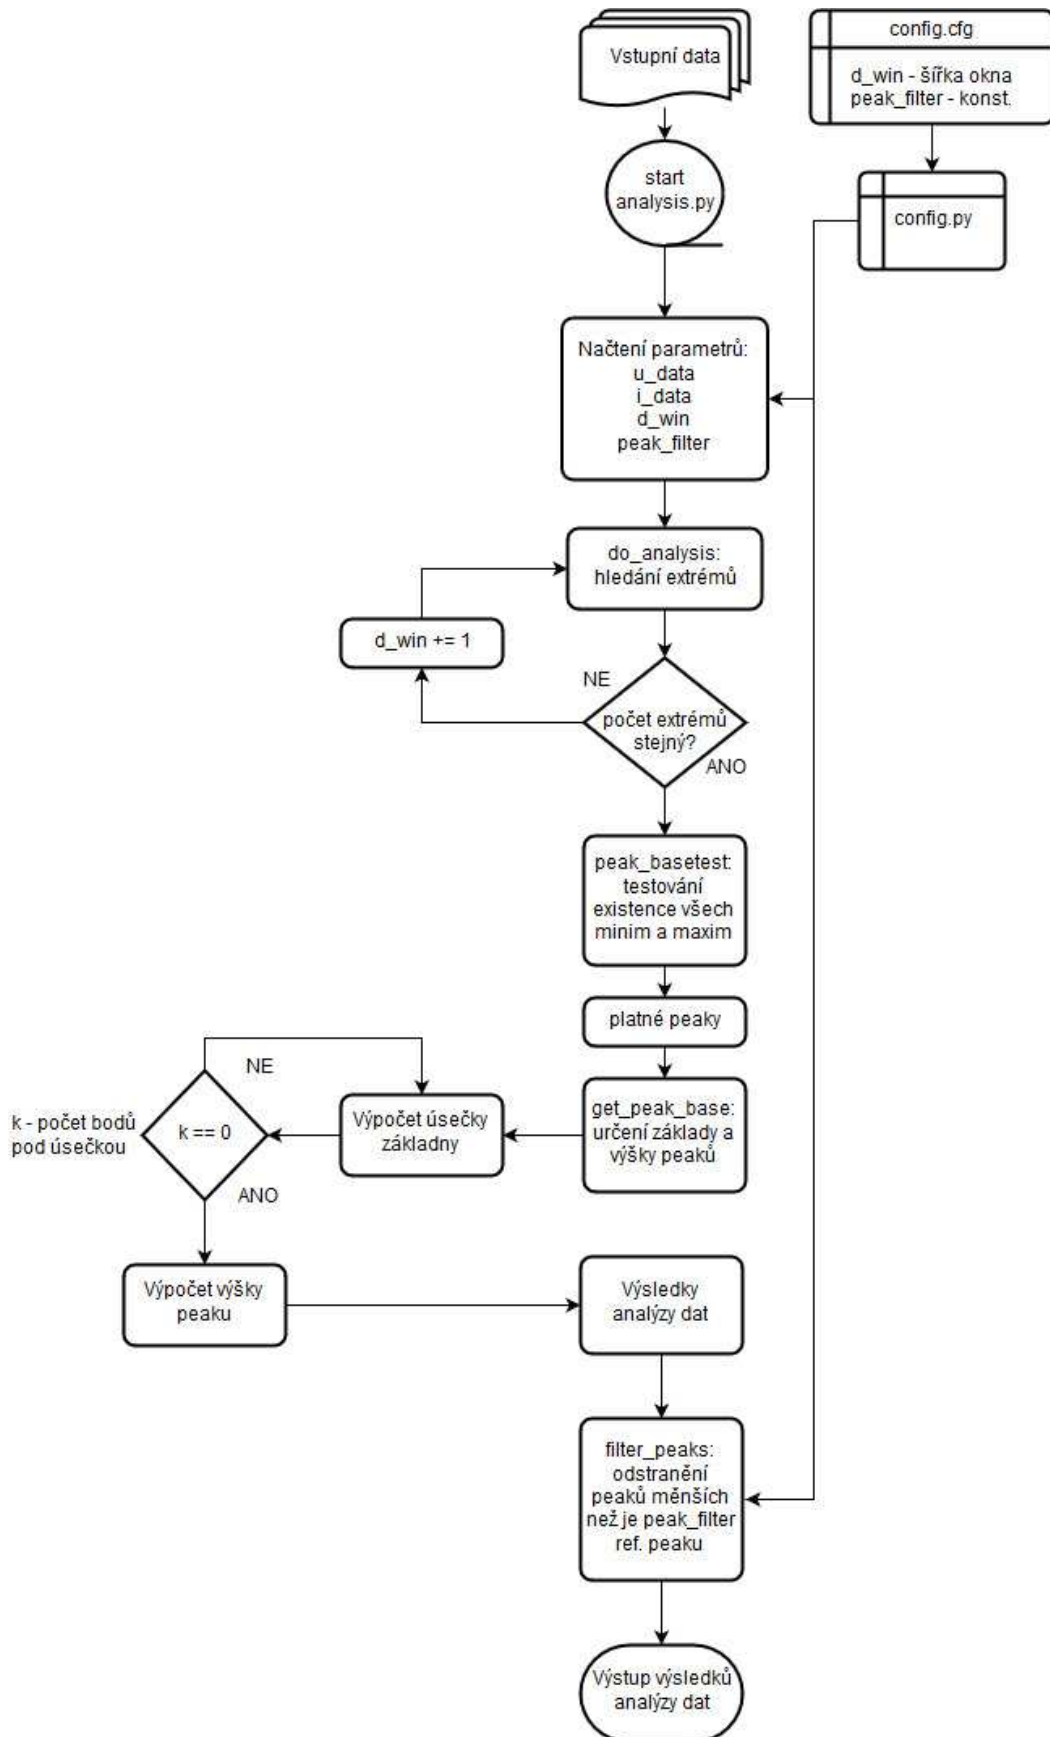 Vstupní data
config.cfg
d_win - šířka okna
peak_filter - konst.
start
analysis.py
config.py
Načtení parametrů:
u_data
i_data
d_win
peak_filter
do_analysis:
hledání extrémů
d_win += 1
NE
počet extrémů
stejný?
ANO
peak_basetest:
testování
existence všech
minim a maxim
platné peaky
NE
k - počet bodů
pod úsečkou
k == 0
Výpočet úsečky
základny
get_peak_base:
určení základy a
výšky peaků
ANO
Výpočet výšky
peaku
Výsledky
analýzy dat
filter_peaks:
odstranění
peaků měnších
než je peak_filter
ref. peaku
Výstup výsledků
analýzy dat